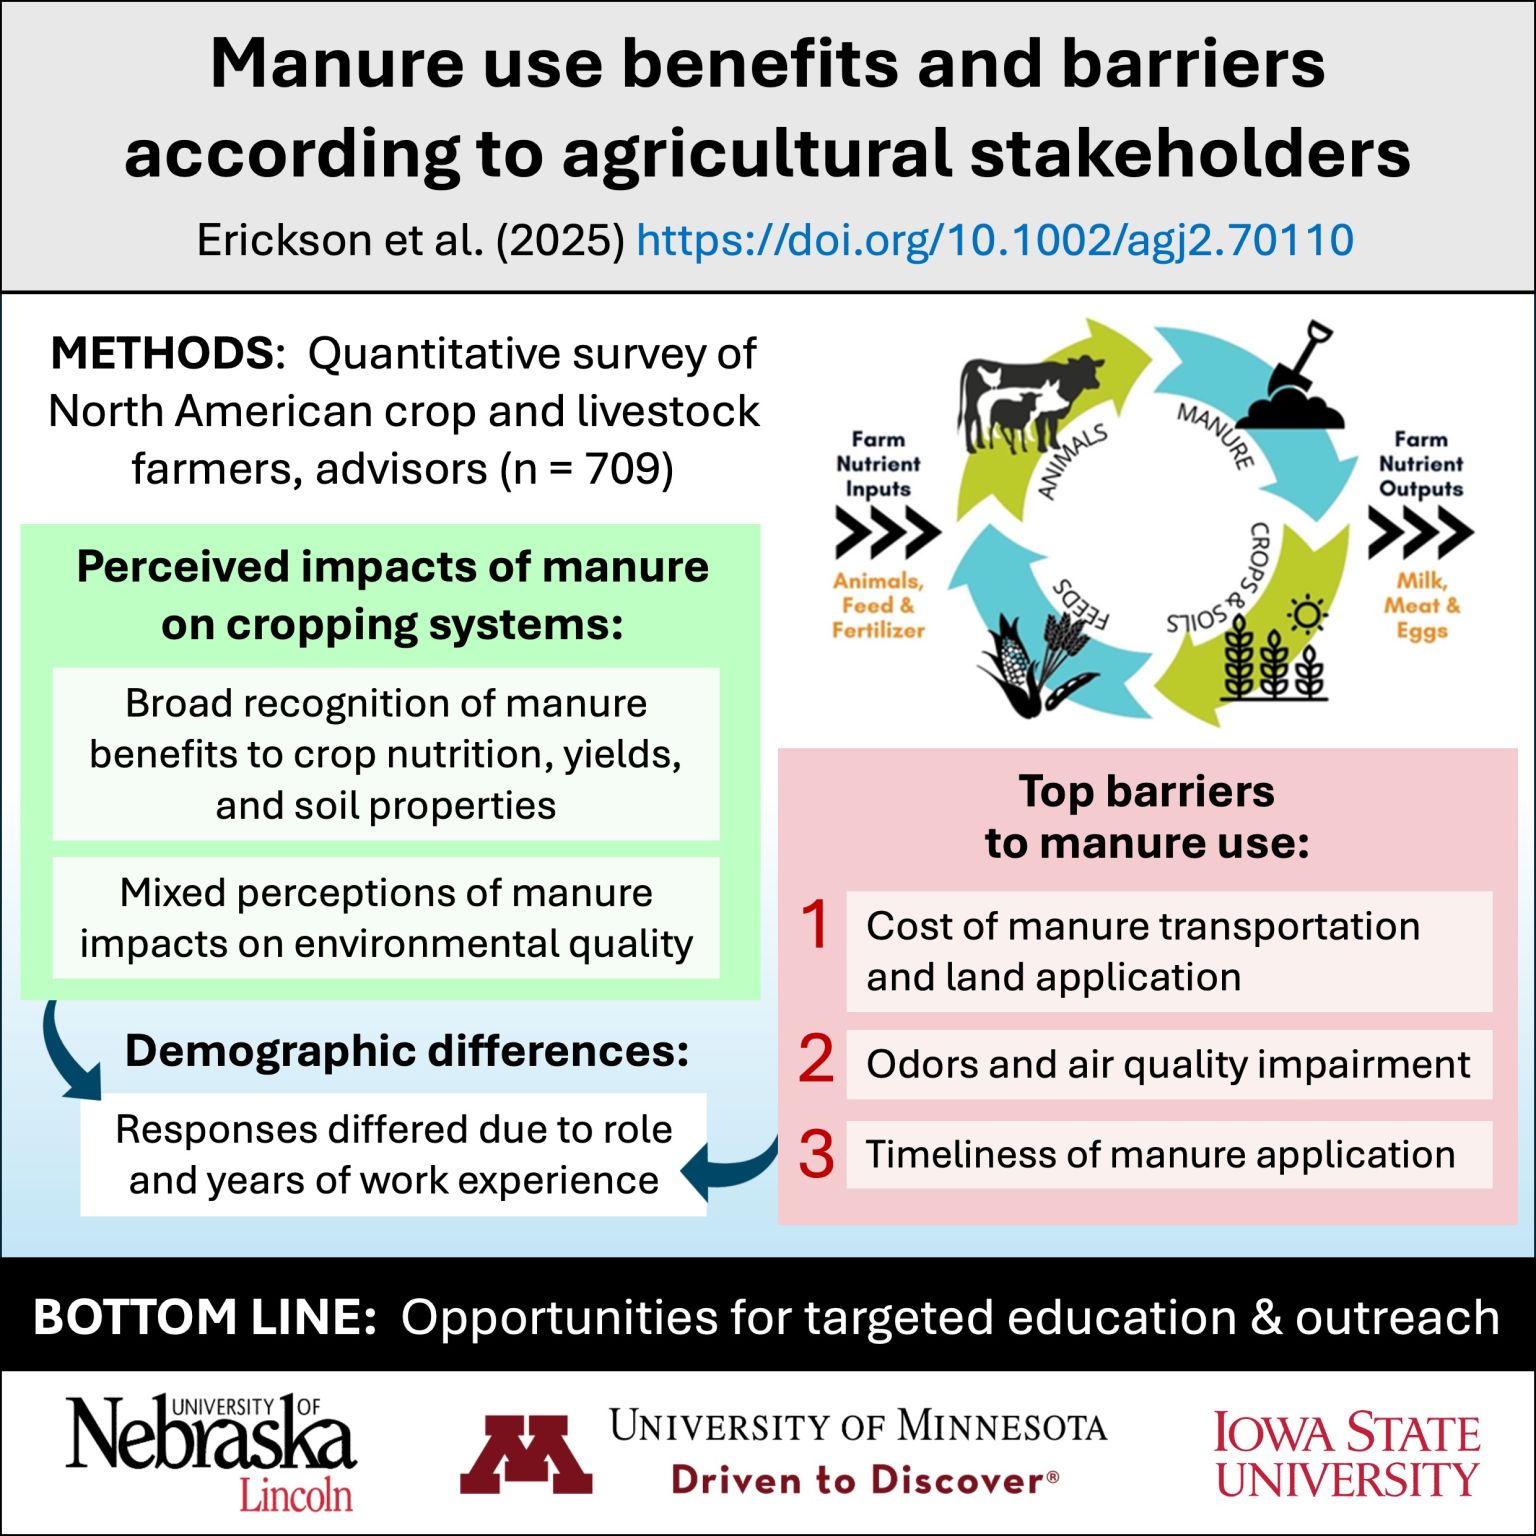 Manure use benefits and barriers
according to agricultural stakeholders
Erickson et al. (2025) https://doi.org/10.1002/agj2.70110
METHODS:  Quantitative survey of
North American crop and livestock
farmers, advisors (n = 709)
Perceived impacts of manure
on cropping systems:
Broad recognition of manure
benefits to crop nutrition, yields,
and soil properties
Mixed perceptions of manure
impacts on environmental quality
Demographic differences:
Responses differed due to role
and years of work experience
Farm
Nutrient
Inputs
Animals,
Feed &
Fertilizer
ANIMALS
MANURE
CROPS & SOILS
FEEDS
Farm
Nutrient
Outputs
Milk,
Meat &
Eggs
Top barriers
to manure use:
1 Cost of manure transportation
and land application
2 Odors and air quality impairment
3 Timeliness of manure application
BOTTOM LINE:  Opportunities for targeted education & outreach
UNIVERSITY OF
Nebraska
Lincoln
M
UNIVERSITY OF MINNESOTA
Driven to Discover®
IOWA STATE
UNIVERSITY